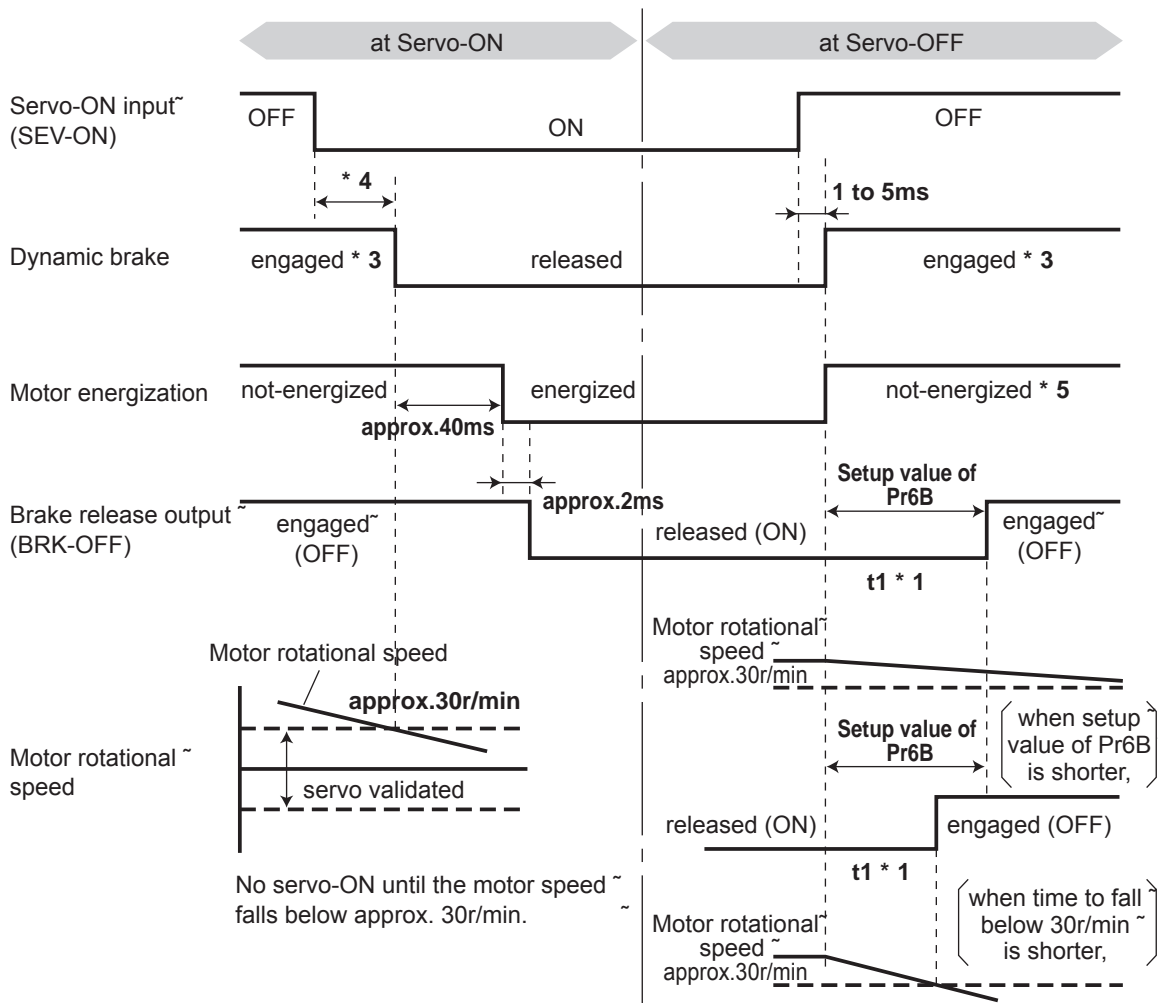 at Servo-ON
at Servo-OFF
Servo-ON input˜
(SEV-ON)
OFF
ON
OFF
* 4
1 to 5ms
Dynamic brake
engaged * 3
released
engaged * 3
Motor energization
not-energized
energized
not-energized * 5
approx.40ms
approx.2ms
Setup value of
Pr6B
Brake release output ˜
(BRK-OFF)
engaged˜
(OFF)
released (ON)
engaged˜
(OFF)
t1 * 1
Motor rotational˜
speed ˜
approx.30r/min
Motor rotational speed
approx.30r/min
Motor rotational ˜
speed
servo validated
Setup value of
Pr6B
when setup ˜
value of Pr6B
is shorter,
released (ON)
engaged (OFF)
t1 * 1
No servo-ON until the motor speed ˜
falls below approx. 30r/min. ˜
Motor rotational˜
speed ˜
approx.30r/min
when time to fall ˜
below 30r/min ˜
is shorter,